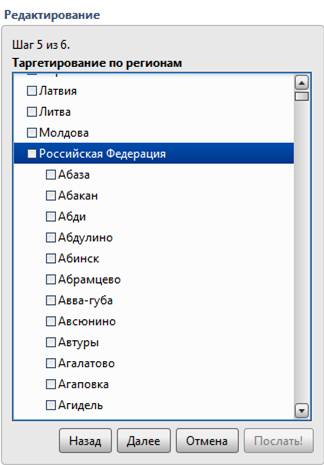 Редактирование
Шаг 5 из 6.
Таргетирование по регионам
Латвия
Литва
Молдова
Российская Федерация
Абаза
Абакан
Абди
Абдулино
Абинск
Абрамцево
Авва-губа
Авсюнино
Автуры
Агалатово
Агаповка
Агидель
Назад
Далее
Отмена
Послать!